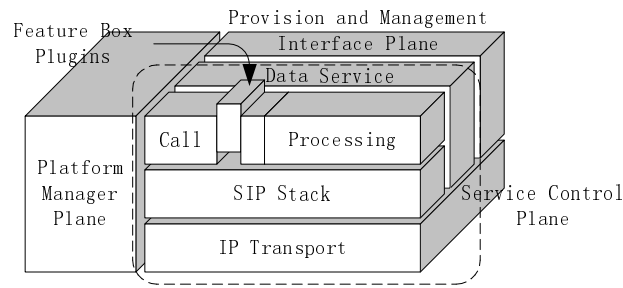 Provision and Management
Interface Plane
Feature Box
Plugins
Data Service
Call
Processing
Platform
Manager
Plane
SIP Stack
Service Control
Plane
IP Transport